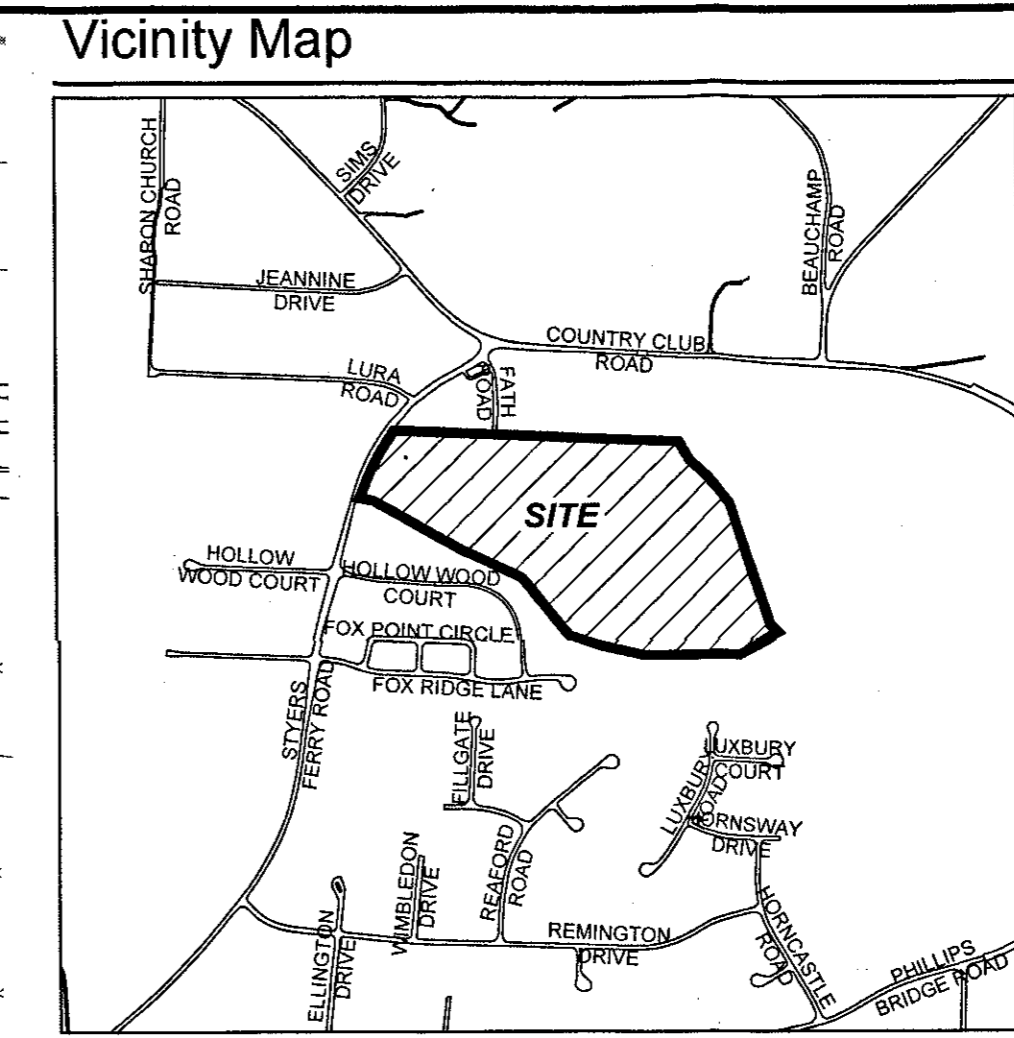 Vicinity Map
SHARON CHURCH
ROAD
SIMS
DRIVE
BEAUCHAMP
ROAD
JEANNINE
DRIVE
COUNTRY CLUB
ROAD
LURA
ROAD
FATH
ROAD
SITE
HOLLOW
WOOD COURT
HOLLOW WOOD
COURT
FOX POINT CIRCLE
FOX RIDGE LANE
STYERS
FERRY ROAD
FILLGATE
DRIVE
LUXBURY
COURT
LUXBURY
ROAD
HORNSWAY
DRIVE
WIMBLEDON
DRIVE
REAFORD
ROAD
ELLINGTON
DRIVE
REMINGTON
DRIVE
HORNCASTLE
ROAD
PHILLIPS
BRIDGE ROAD